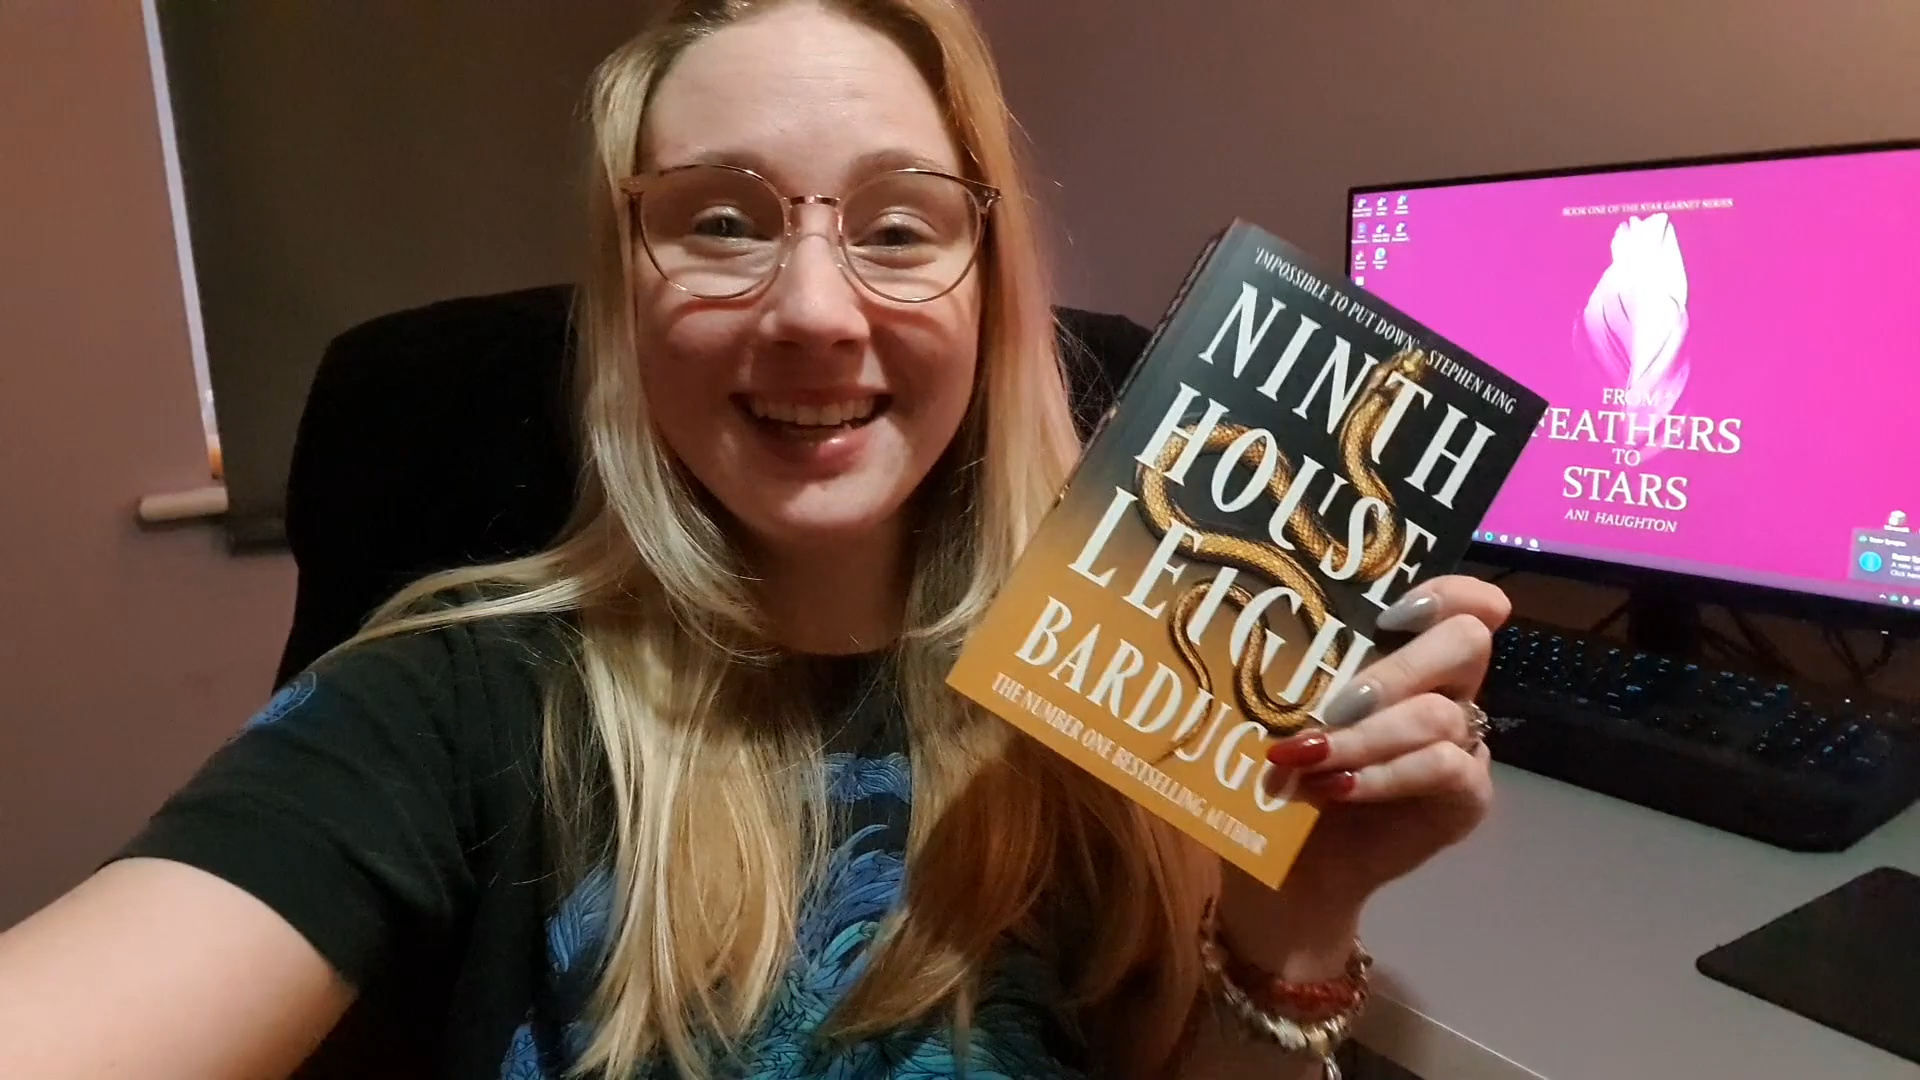 'IMPOSSIBLE TO PUT DOWN' STEPHEN KING
NINTH
HOUSE
LEIGH
BARDUGO
THE NUMBER ONE BESTSELLING AUTHOR
BOOK ONE OF THE STAR GARNET SERIES
FROM
FEATHERS
TO
STARS
ANI HAUGHTON